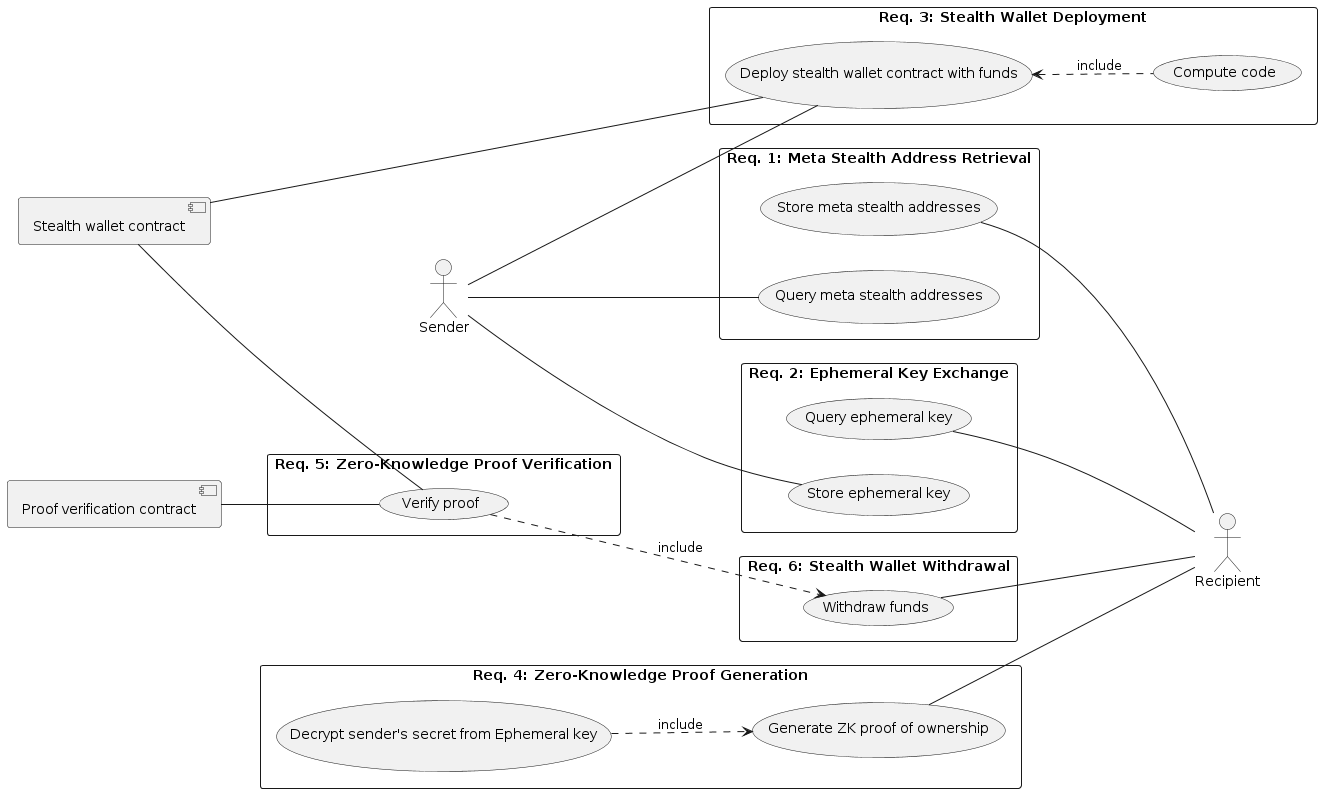 Req. 3: Stealth Wallet Deployment
Deploy stealth wallet contract with funds
include
Compute code
Req. 1: Meta Stealth Address Retrieval
Store meta stealth addresses
Query meta stealth addresses
Stealth wallet contract
Sender
Req. 2: Ephemeral Key Exchange
Query ephemeral key
Store ephemeral key
Req. 5: Zero-Knowledge Proof Verification
Verify proof
Proof verification contract
include
Req. 6: Stealth Wallet Withdrawal
Withdraw funds
Recipient
Req. 4: Zero-Knowledge Proof Generation
Decrypt sender's secret from Ephemeral key
include
Generate ZK proof of ownership